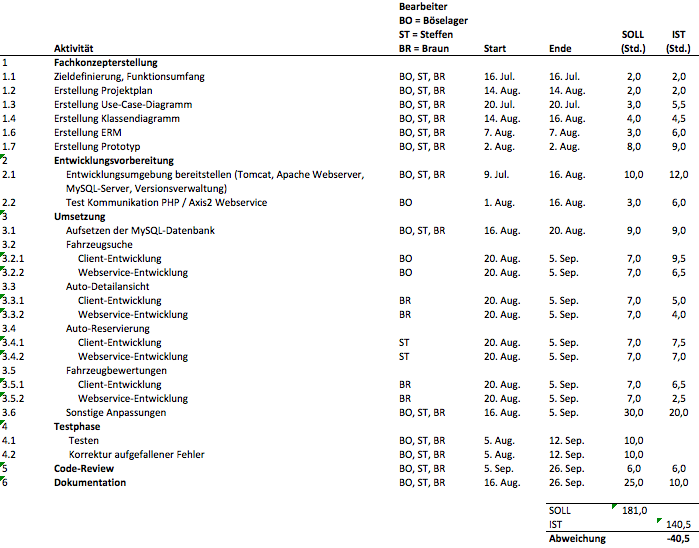 Bearbeiter
BO = Böselager
ST = Steffen SOLL IST
Aktivität BR = Braun Start Ende (Std.) (Std.)
1 Fachkonzepterstellung
1.1 Zieldefinierung, Funktionsumfang BO, ST, BR 16. Jul. 16. Jul. 2,0 2,0
1.2 Erstellung Projektplan BO, ST, BR 14. Aug. 14. Aug. 2,0 2,0
1.3 Erstellung Use-Case-Diagramm BO, ST, BR 20. Jul. 20. Jul. 3,0 5,5
1.4 Erstellung Klassendiagramm BO, ST, BR 14. Aug. 16. Aug. 4,0 4,5
1.6 Erstellung ERM BO, ST, BR 7. Aug. 7. Aug. 3,0 6,0
1.7 Erstellung Prototyp BO, ST, BR 2. Aug. 2. Aug. 8,0 9,0
2 Entwicklungsvorbereitung
2.1 Entwicklungsumgebung bereitstellen (Tomcat, Apache Webserver, BO, ST, BR 9. Jul. 16. Aug. 10,0 12,0
MySQL-Server, Versionsverwaltung)
2.2 Test Kommunikation PHP / Axis2 Webservice BO 1. Aug. 16. Aug. 3,0 6,0
3 Umsetzung
3.1 Aufsetzen der MySQL-Datenbank BO, ST, BR 16. Aug. 20. Aug. 9,0 9,0
3.2 Fahrzeugsuche
3.2.1 Client-Entwicklung BO 20. Aug. 5. Sep. 7,0 9,5
3.2.2 Webservice-Entwicklung BO 20. Aug. 5. Sep. 7,0 6,5
3.3 Auto-Detailansicht
3.3.1 Client-Entwicklung BR 20. Aug. 5. Sep. 7,0 5,0
3.3.2 Webservice-Entwicklung BR 20. Aug. 5. Sep. 7,0 4,0
3.4 Auto-Reservierung
3.4.1 Client-Entwicklung ST 20. Aug. 5. Sep. 7,0 7,5
3.4.2 Webservice-Entwicklung ST 20. Aug. 5. Sep. 7,0 7,0
3.5 Fahrzeugbewertungen
3.5.1 Client-Entwicklung BR 20. Aug. 5. Sep. 7,0 6,5
3.5.2 Webservice-Entwicklung BR 20. Aug. 5. Sep. 7,0 2,5
3.6 Sonstige Anpassungen BO, ST, BR 16. Aug. 5. Sep. 30,0 20,0
4 Testphase
4.1 Testen BO, ST, BR 5. Aug. 12. Sep. 10,0
4.2 Korrektur aufgefallener Fehler BO, ST, BR 5. Aug. 12. Sep. 10,0
5 Code-Review BO, ST, BR 5. Sep. 26. Sep. 6,0 6,0
6 Dokumentation BO, ST, BR 16. Aug. 26. Sep. 25,0 10,0
SOLL 181,0
IST 140,5
Abweichung -40,5